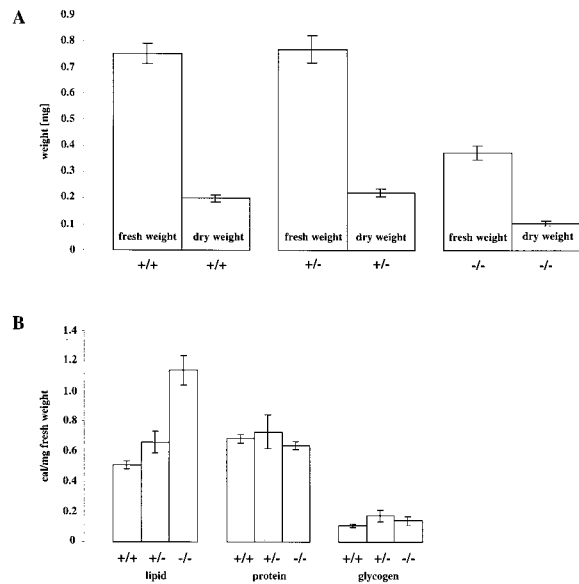 A
0.9
0.8
0.7
0.6
0.5
0.4
0.3
0.2
0.1
0
weight [mg]
fresh weight dry weight fresh weight dry weight fresh weight dry weight
+/+ +/+ +/- +/- -/- -/-
B
1.4
1.2
1.0
0.8
0.6
0.4
0.2
0
cal/mg fresh weight
+/+ +/- -/- +/+ +/- -/- +/+ +/- -/-
lipid protein glycogen